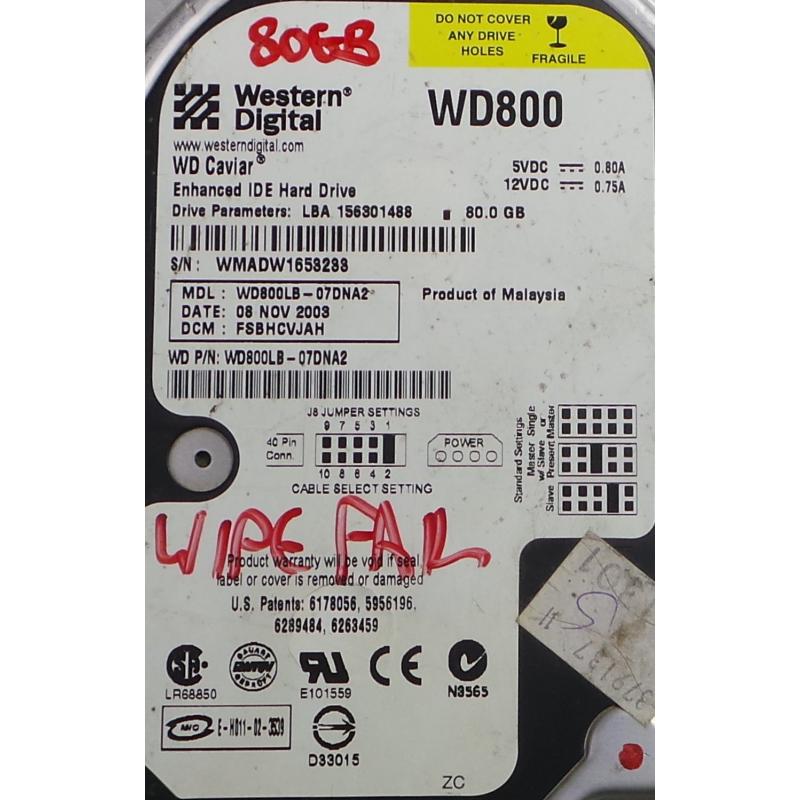 80GB
DO NOT COVER
ANY DRIVE
HOLES
FRAGILE
Western®
Digital
WD800
www.westerndigital.com
WD Caviar®
Enhanced IDE Hard Drive
5VDC 0.80A
12VDC 0.75A
Drive Parameters: LBA 156301488 ■ 80.0 GB
S/N: WMADW1653283
MDL: WD800LB-07DNA2
Product of Malaysia
DATE: 08 NOV 2003
DCM: FSBHCVJAH
WD P/N: WD800LB-07DNA2
J8 JUMPER SETTINGS
9 7 5 3 1
40 Pin
Conn.
10 8 6 4 2
CABLE SELECT SETTING
POWER
Standard Settings
Master Single
w/ Slave or
Slave Present Master
WIPE FAIL
Product warranty will be void if seal,
label or cover is removed or damaged
U.S. Patents: 6178056, 5956196,
6289484, 6263459
LR68850
E101559
CE
N3565
E-H011-02-3539
D33015
ZC